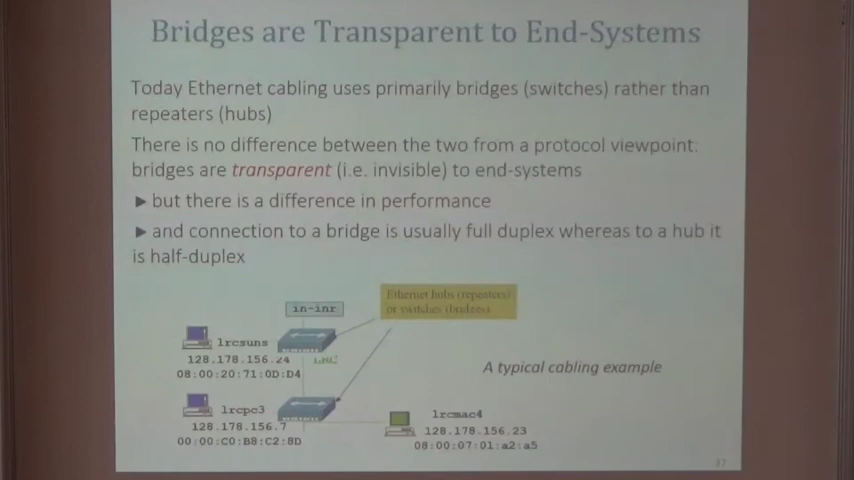 Bridges are Transparent to End-Systems
Today Ethernet cabling uses primarily bridges (switches) rather than
repeaters (hubs)
There is no difference between the two from a protocol viewpoint:
bridges are transparent (i.e. invisible) to end-systems
▶ but there is a difference in performance
▶ and connection to a bridge is usually full duplex whereas to a hub it
is half-duplex
Ethernet hubs (repeaters)
or switches (bridges)
in-inr
lrcsuns
128.178.156.24
08:00:20:71:0D:D4
A typical cabling example
lrcpc3
128.178.156.7
00:00:C0:B8:C2:8D
lrcmac4
128.178.156.23
08:00:07:01:a2:a5
37